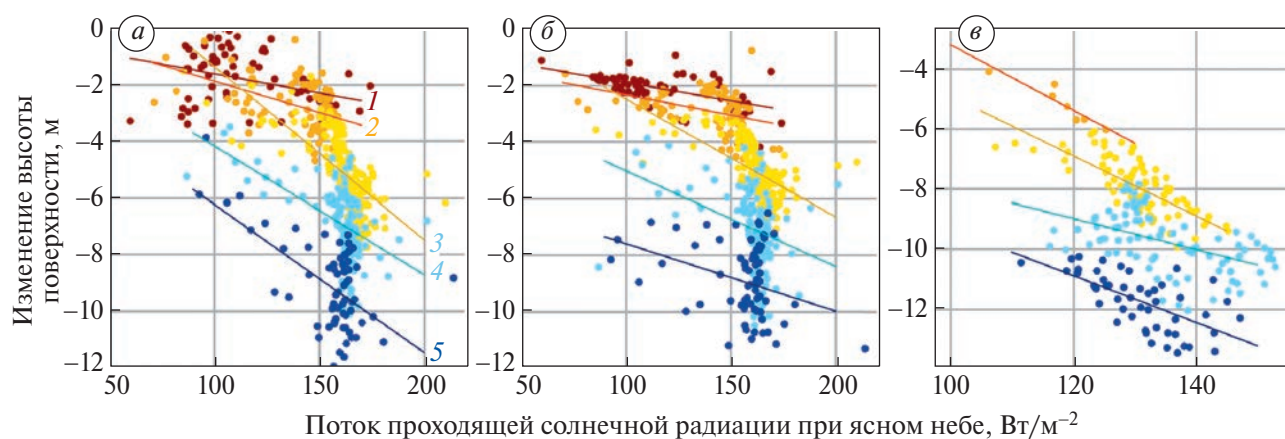 а
б
в
0
−2
−4
−6
−8
−10
−12
0
−2
−4
−6
−8
−10
−12
−4
−6
−8
−10
−12
1
2
3
4
5
50 100 150 200
50 100 150 200
100 120 140
Изменение высоты
поверхности, м
Поток проходящей солнечной радиации при ясном небе, Вт/м⁻²